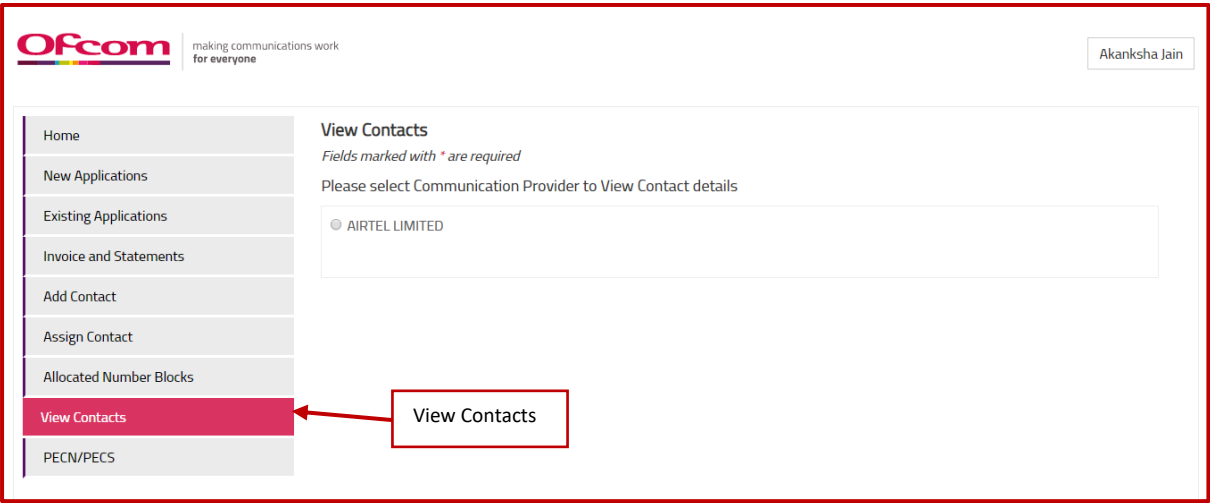 Ofcom
making communications work
for everyone
Akanksha Jain
Home
New Applications
Existing Applications
Invoice and Statements
Add Contact
Assign Contact
Allocated Number Blocks
View Contacts
PECN/PECS
View Contacts
Fields marked with * are required
Please select Communication Provider to View Contact details
AIRTEL LIMITED
View Contacts